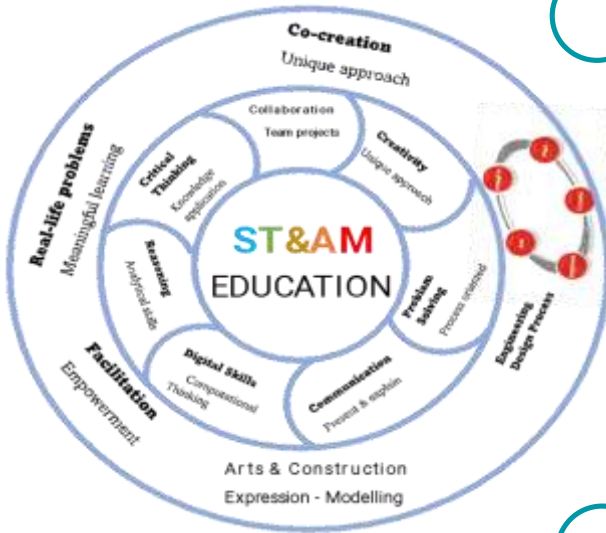 Co-creation
Unique approach
Real-life problems
Meaningful learning
Collaboration
Team projects
Creativity
Unique approach
Critical
Thinking
Knowledge
application
ST&AM
EDUCATION
Reasoning
Analytical skills
Problem
Solving
Process oriented
Digital Skills
Computational
Thinking
Communication
Present & explain
Engineering
Design Process
Facilitation
Empowerment
Arts & Construction
Expression - Modelling